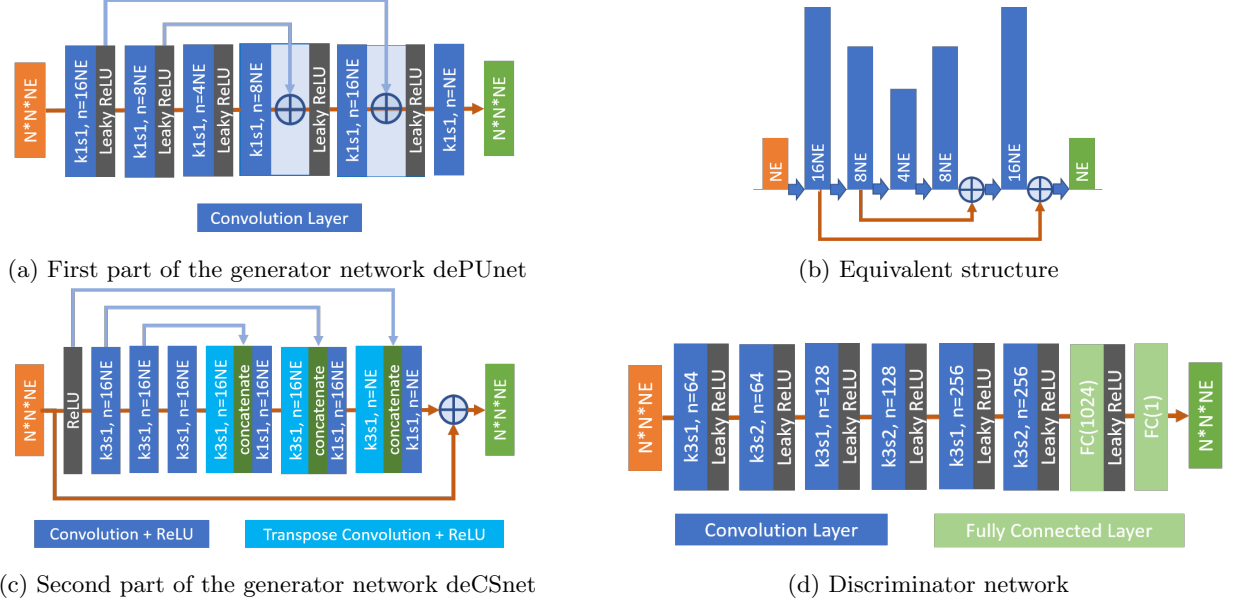 N*N*NE
k1s1, n=16NE
Leaky ReLU
k1s1, n=8NE
Leaky ReLU
k1s1, n=4NE
Leaky ReLU
k1s1, n=8NE
Leaky ReLU
k1s1, n=16NE
Leaky ReLU
k1s1, n=NE
N*N*NE
Convolution Layer
(a) First part of the generator network dePUnet
NE
16NE
8NE
4NE
8NE
16NE
NE
(b) Equivalent structure
N*N*NE
ReLU
k3s1, n=16NE
k3s1, n=16NE
k3s1, n=16NE
k3s1, n=16NE
concatenate
k1s1, n=16NE
k3s1, n=16NE
concatenate
k1s1, n=16NE
k3s1, n=NE
concatenate
k1s1, n=NE
N*N*NE
Convolution + ReLU
Transpose Convolution + ReLU
(c) Second part of the generator network deCSnet
N*N*NE
k3s1, n=64
Leaky ReLU
k3s2, n=64
Leaky ReLU
k3s1, n=128
Leaky ReLU
k3s2, n=128
Leaky ReLU
k3s1, n=256
Leaky ReLU
k3s2, n=256
Leaky ReLU
FC(1024)
Leaky ReLU
FC(1)
N*N*NE
Convolution Layer
Fully Connected Layer
(d) Discriminator network